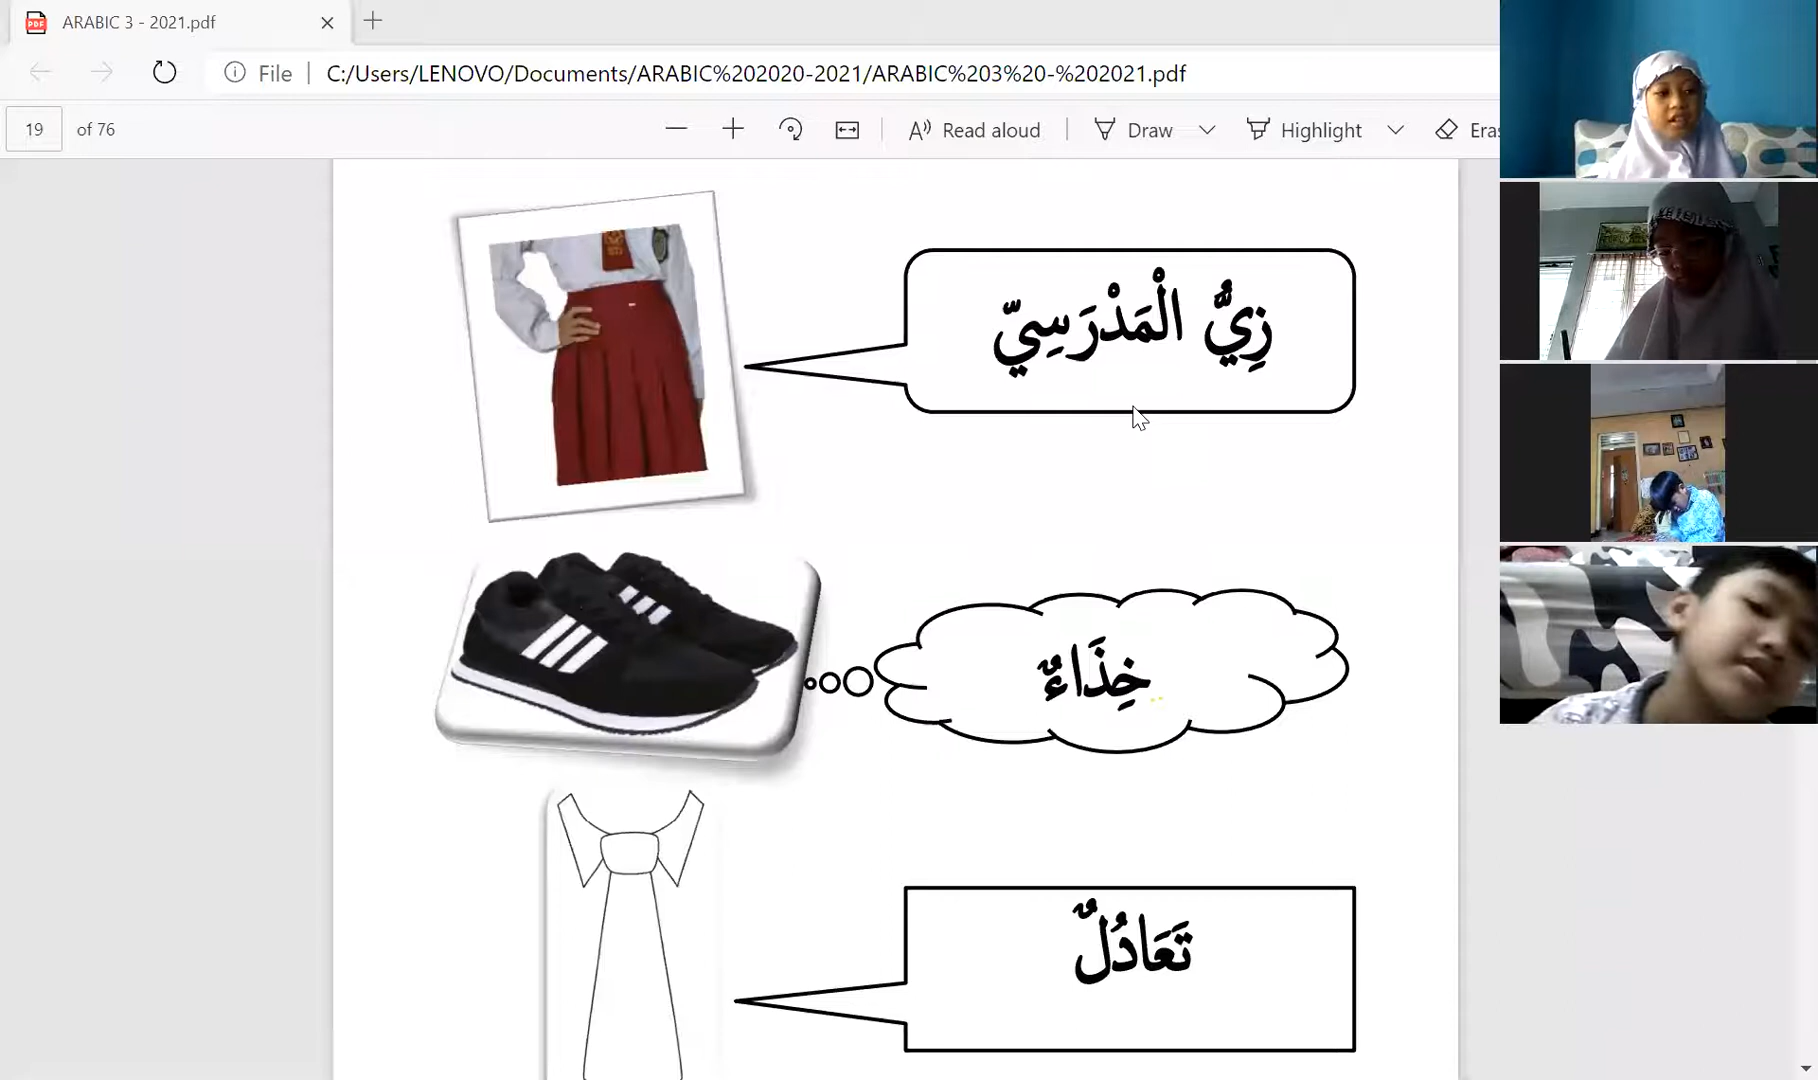 ARABIC 3 - 2021.pdf
File
C:/Users/LENOVO/Documents/ARABIC%202020-2021/ARABIC%203%20-%202021.pdf
19 of 76
Read aloud
Draw
Highlight
Eras
زِيُّ الْمَدْرَسِيّ
خِذَاءٌ
تَعَادُلٌ